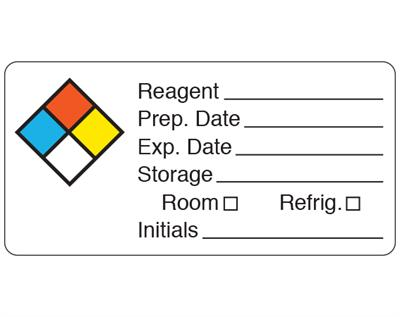 Reagent
Prep. Date
Exp. Date
Storage
Room □ Refrig. □
Initials